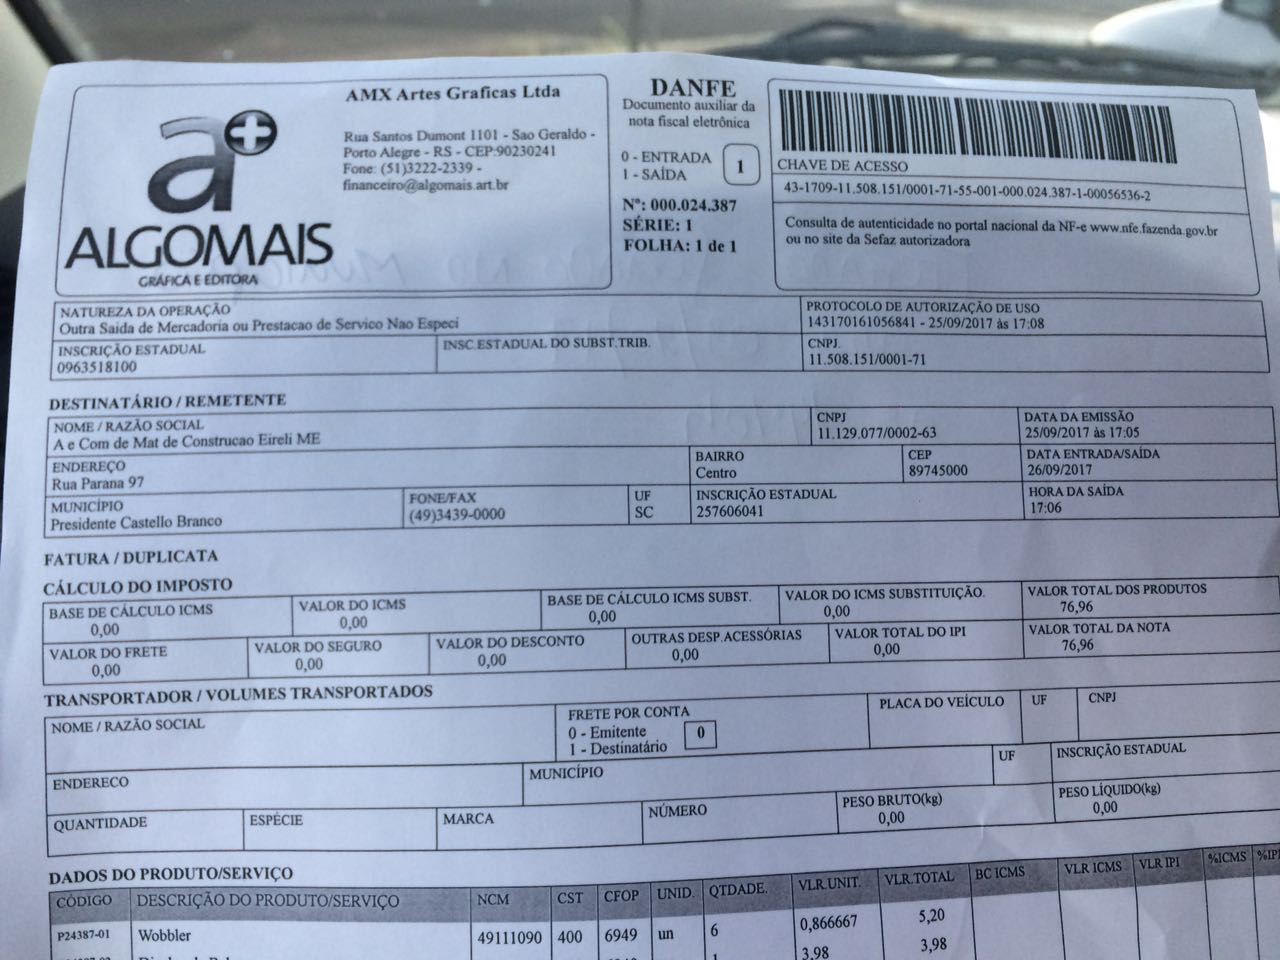 AMX Artes Graficas Ltda
Rua Santos Dumont 1101 - Sao Geraldo -
Porto Alegre - RS - CEP:90230241
Fone: (51)3222-2339 -
financeiro@algomais.art.br
a+
ALGOMAIS
GRÁFICA E EDITORA
DANFE
Documento auxiliar da
nota fiscal eletrônica
0 - ENTRADA
1 - SAÍDA
1
Nº: 000.024.387
SÉRIE: 1
FOLHA: 1 de 1
CHAVE DE ACESSO
43-1709-11.508.151/0001-71-55-001-000.024.387-1-00056536-2
Consulta de autenticidade no portal nacional da NF-e www.nfe.fazenda.gov.br
ou no site da Sefaz autorizadora
NATUREZA DA OPERAÇÃO
Outra Saida de Mercadoria ou Prestacao de Servico Nao Especi
PROTOCOLO DE AUTORIZAÇÃO DE USO
143170161056841 - 25/09/2017 às 17:08
INSCRIÇÃO ESTADUAL
0963518100
INSC.ESTADUAL DO SUBST.TRIB.
CNPJ.
11.508.151/0001-71
DESTINATÁRIO / REMETENTE
NOME / RAZÃO SOCIAL
A e Com de Mat de Construcao Eireli ME
CNPJ
11.129.077/0002-63
DATA DA EMISSÃO
25/09/2017 às 17:05
ENDEREÇO
Rua Parana 97
BAIRRO
Centro
CEP
89745000
DATA ENTRADA/SAÍDA
26/09/2017
MUNICÍPIO
Presidente Castello Branco
FONE/FAX
(49)3439-0000
UF
SC
INSCRIÇÃO ESTADUAL
257606041
HORA DA SAÍDA
17:06
FATURA / DUPLICATA
CÁLCULO DO IMPOSTO
BASE DE CÁLCULO ICMS
0,00
VALOR DO ICMS
0,00
BASE DE CÁLCULO ICMS SUBST.
0,00
VALOR DO ICMS SUBSTITUIÇÃO.
0,00
VALOR TOTAL DOS PRODUTOS
76,96
VALOR DO FRETE
0,00
VALOR DO SEGURO
0,00
VALOR DO DESCONTO
0,00
OUTRAS DESP.ACESSÓRIAS
0,00
VALOR TOTAL DO IPI
0,00
VALOR TOTAL DA NOTA
76,96
TRANSPORTADOR / VOLUMES TRANSPORTADOS
NOME / RAZÃO SOCIAL
FRETE POR CONTA
0 - Emitente
1 - Destinatário
0
PLACA DO VEÍCULO
UF
CNPJ
ENDERECO
MUNICÍPIO
UF
INSCRIÇÃO ESTADUAL
QUANTIDADE
ESPÉCIE
MARCA
NÚMERO
PESO BRUTO(kg)
0,00
PESO LÍQUIDO(kg)
0,00
DADOS DO PRODUTO/SERVIÇO
CÓDIGO DESCRIÇÃO DO PRODUTO/SERVIÇO NCM CST CFOP UNID. QTDADE. VLR.UNIT. VLR.TOTAL BC ICMS VLR ICMS VLR IPI %ICMS
P24387-01 Wobbler 49111090 400 6949 un 6 0,866667 5,20
3,98 3,98